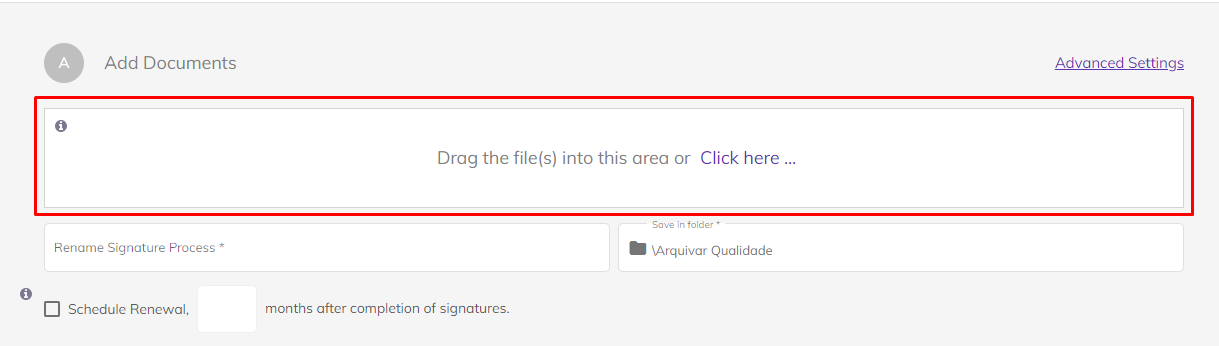 A Add Documents Advanced Settings
Drag the file(s) into this area or Click here ...
Save in folder *
Rename Signature Process * \Arquivar Qualidade
Schedule Renewal, months after completion of signatures.